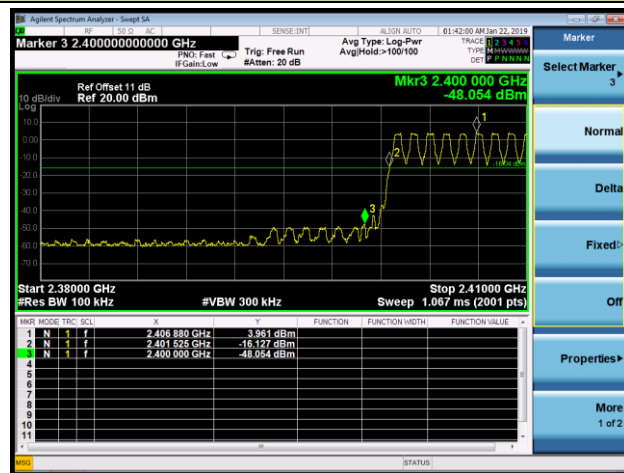 Agilent Spectrum Analyzer - Swept SA
RF 50 Ω AC SENSE:INT ALIGN AUTO 01:42:00 AM Jan 22, 2019
Marker 3 2.400000000000 GHz
Avg Type: Log-Pwr
TRACE 1 2 3 4 5 6
PNO: Fast Trig: Free Run Avg|Hold:>100/100 TYPE M W W W W W
IFGain:Low #Atten: 20 dB DET P P N N N N
Mkr3 2.400 000 GHz
-48.054 dBm
Ref Offset 11 dB
10 dB/div Ref 20.00 dBm
Log
10.0
0.00
-10.0
-20.0
-30.0
-40.0
-50.0
-60.0
-70.0
1
2
3
Start 2.38000 GHz Stop 2.41000 GHz
#Res BW 100 kHz #VBW 300 kHz Sweep 1.067 ms (2001 pts)
MKR MODE TRC SCL X Y FUNCTION FUNCTION WIDTH FUNCTION VALUE
1 N 1 f 2.406 880 GHz 3.961 dBm
2 N 1 f 2.401 525 GHz -16.127 dBm
3 N 1 f 2.400 000 GHz -48.054 dBm
4
5
6
7
8
9
10
11
MSG STATUS
Marker
Select Marker
3
Normal
Delta
Fixed
Off
Properties
More
1 of 2